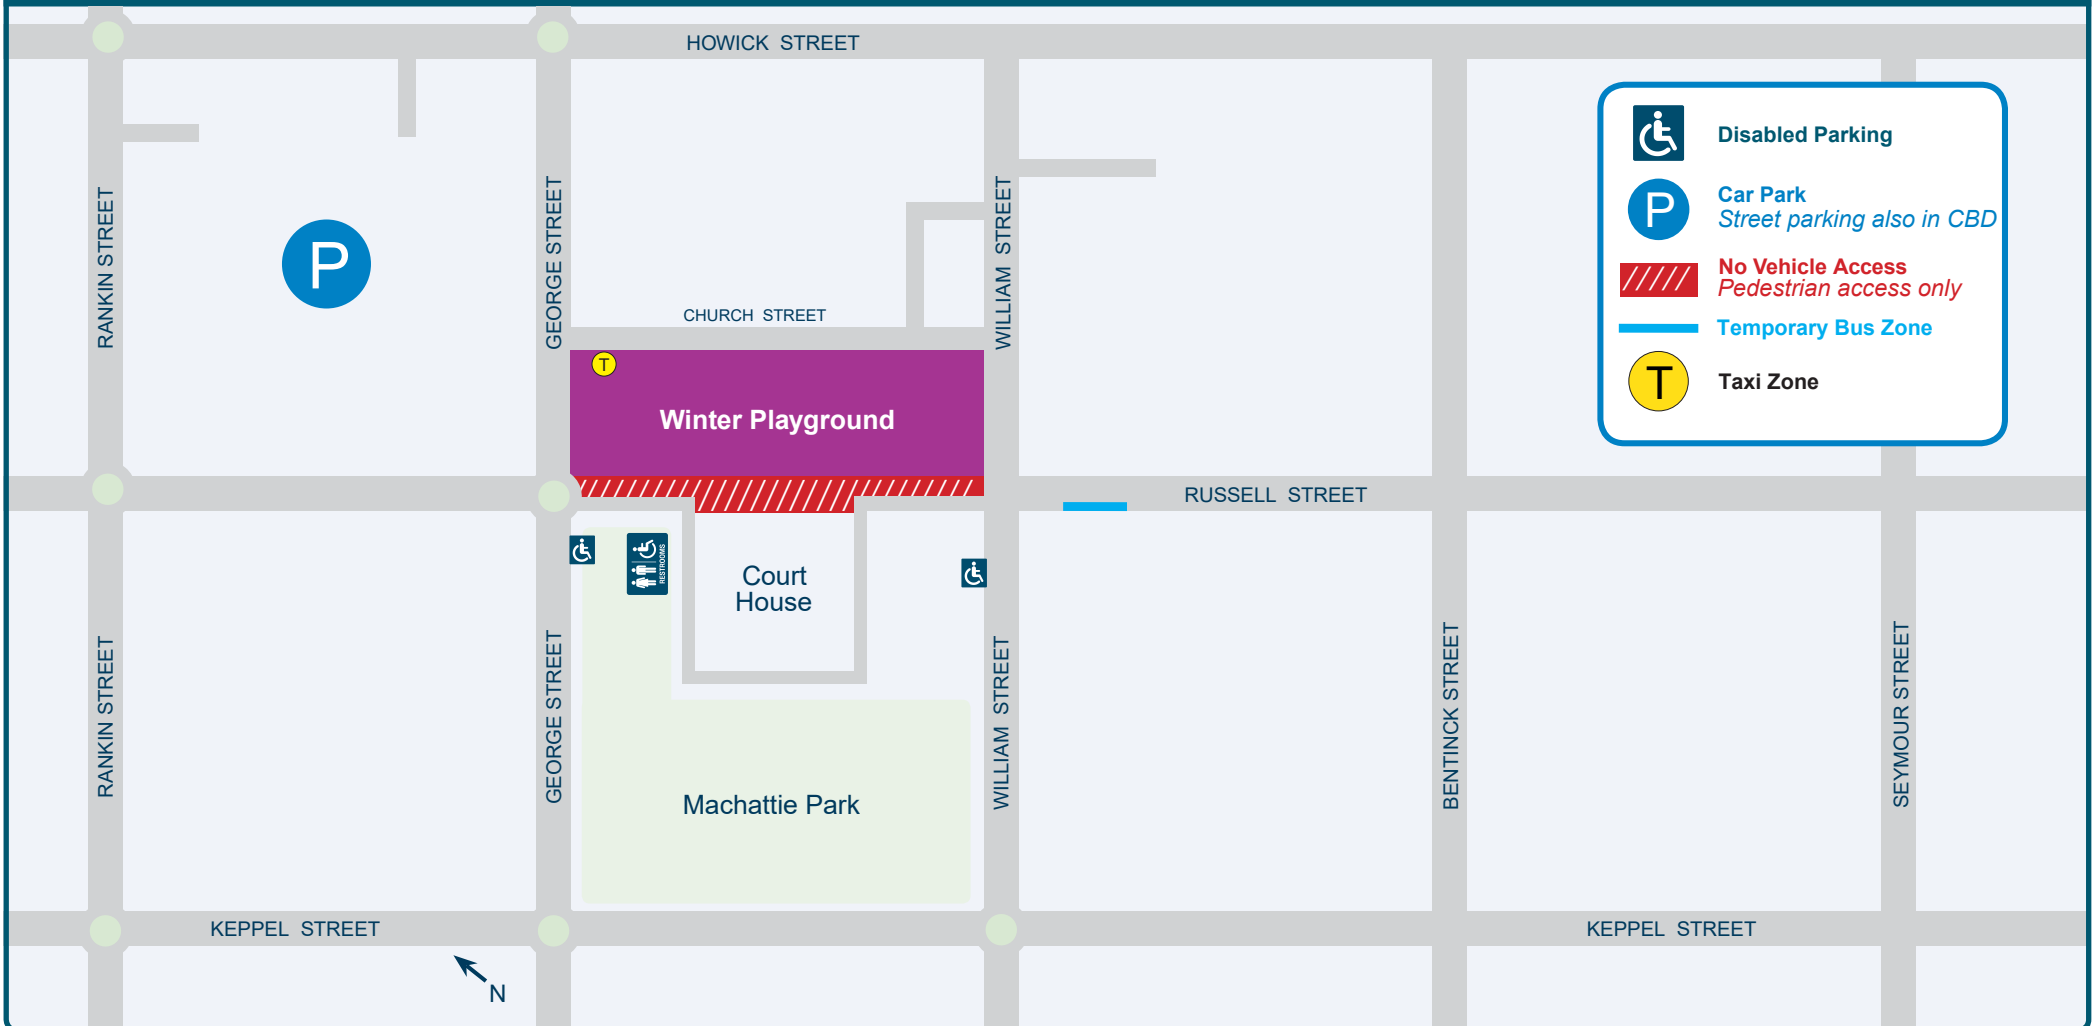 HOWICK STREET
RANKIN STREET
GEORGE STREET
WILLIAM STREET
P
CHURCH STREET
T
Winter Playground
Disabled Parking
P
Car Park
Street parking also in CBD
No Vehicle Access
Pedestrian access only
Temporary Bus Zone
T
Taxi Zone
RUSSELL STREET
RESTROOMS
Court
House
RANKIN STREET
GEORGE STREET
WILLIAM STREET
BENTINCK STREET
SEYMOUR STREET
Machattie Park
KEPPEL STREET
KEPPEL STREET
N